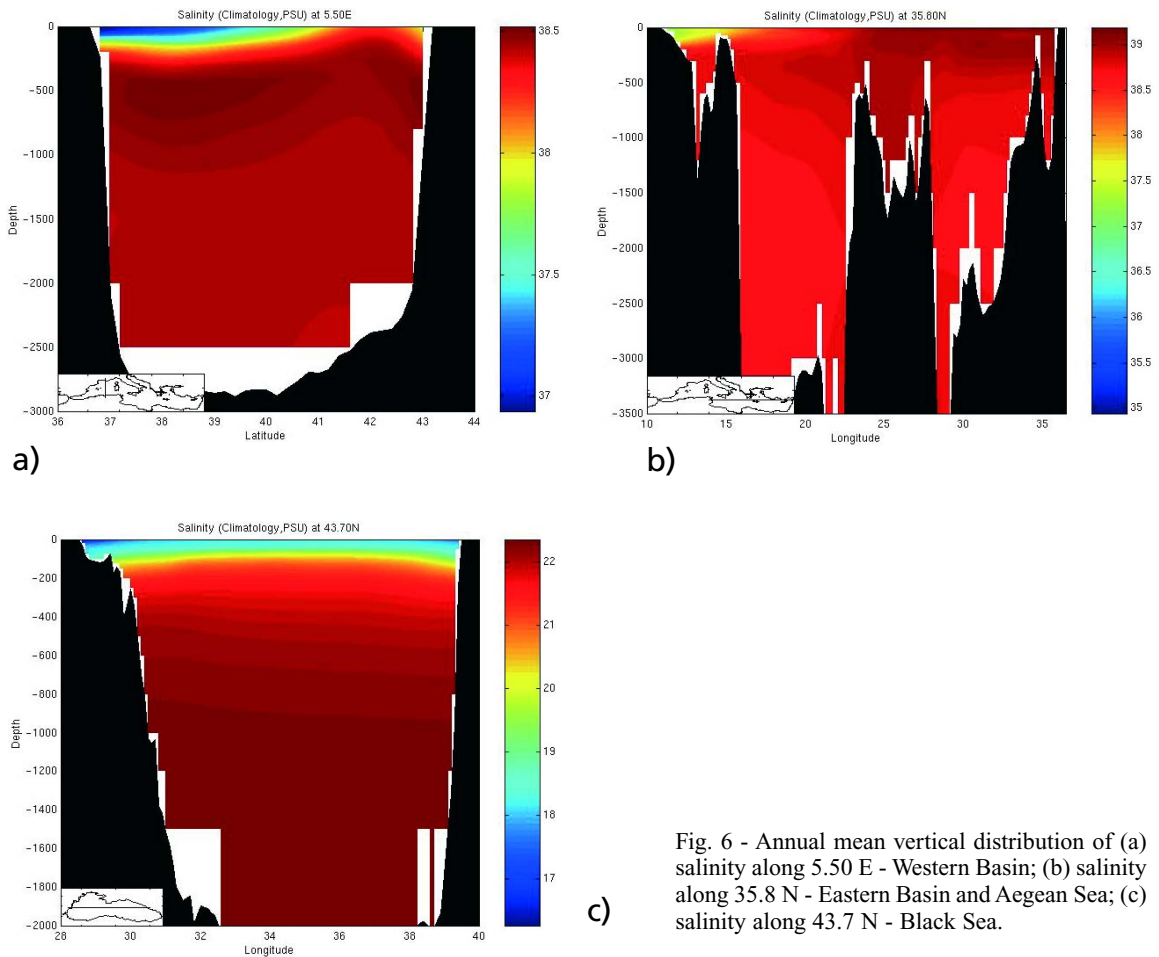 Salinity (Climatology,PSU) at 5.50E
0
-500
-1000
-1500
-2000
-2500
-3000
Depth
36 37 38 39 40 41 42 43 44
Latitude
38.5
38
37.5
37
a)
Salinity (Climatology,PSU) at 35.80N
0
-500
-1000
-1500
-2000
-2500
-3000
-3500
Depth
10 15 20 25 30 35
Longitude
39
38.5
38
37.5
37
36.5
36
35.5
35
b)
Salinity (Climatology,PSU) at 43.70N
0
-200
-400
-600
-800
-1000
-1200
-1400
-1600
-1800
-2000
Depth
28 30 32 34 36 38 40
Longitude
22
21
20
19
18
17
c)
Fig. 6 - Annual mean vertical distribution of (a)
salinity along 5.50 E - Western Basin; (b) salinity
along 35.8 N - Eastern Basin and Aegean Sea; (c)
salinity along 43.7 N - Black Sea.